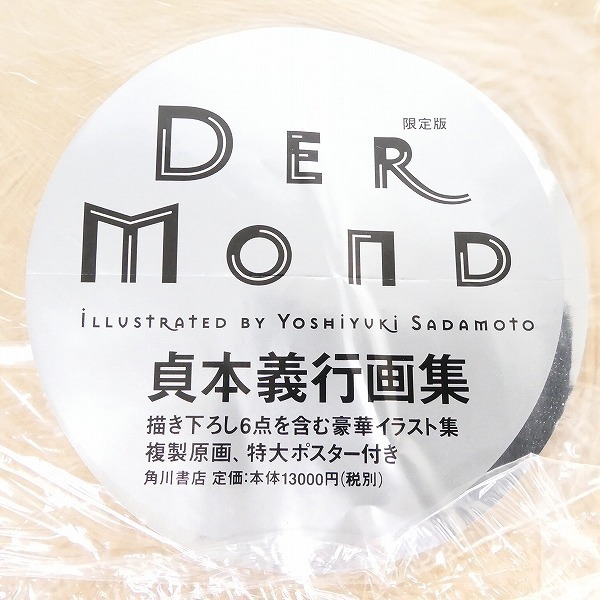 DER
限定版
MOND
ILLUSTRATED BY YOSHIYUKI SADAMOTO
貞本義行画集
描き下ろし6点を含む豪華イラスト集
複製原画、特大ポスター付き
角川書店 定価:本体13000円(税別)